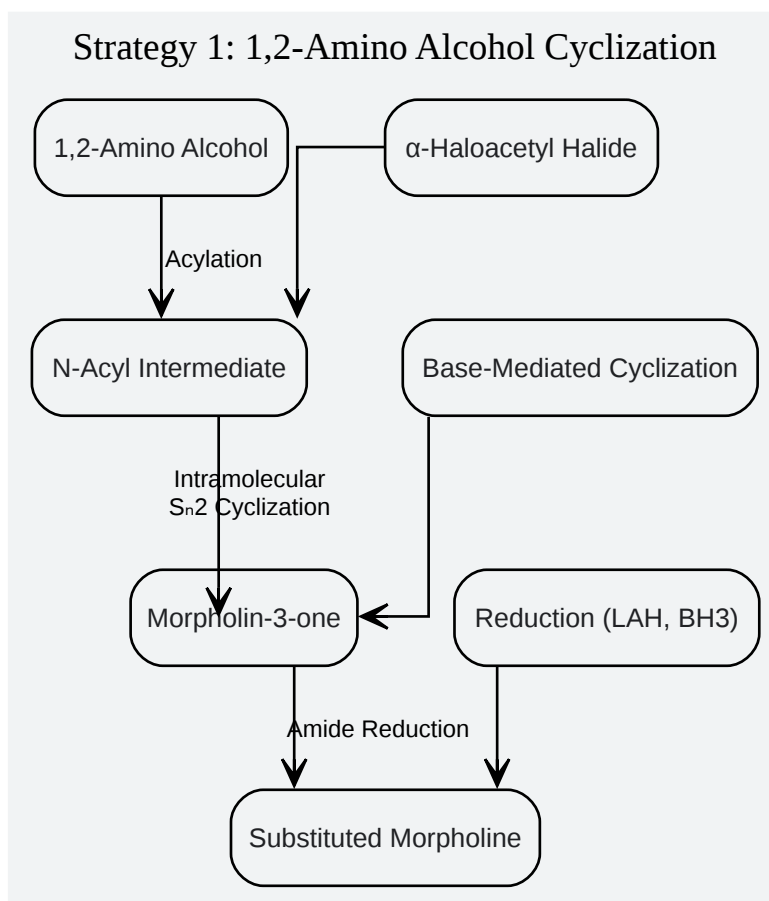 Strategy 1: 1,2-Amino Alcohol Cyclization
1,2-Amino Alcohol
α-Haloacetyl Halide
Acylation
N-Acyl Intermediate
Base-Mediated Cyclization
Intramolecular
Sₙ2 Cyclization
Morpholin-3-one
Reduction (LAH, BH3)
Amide Reduction
Substituted Morpholine